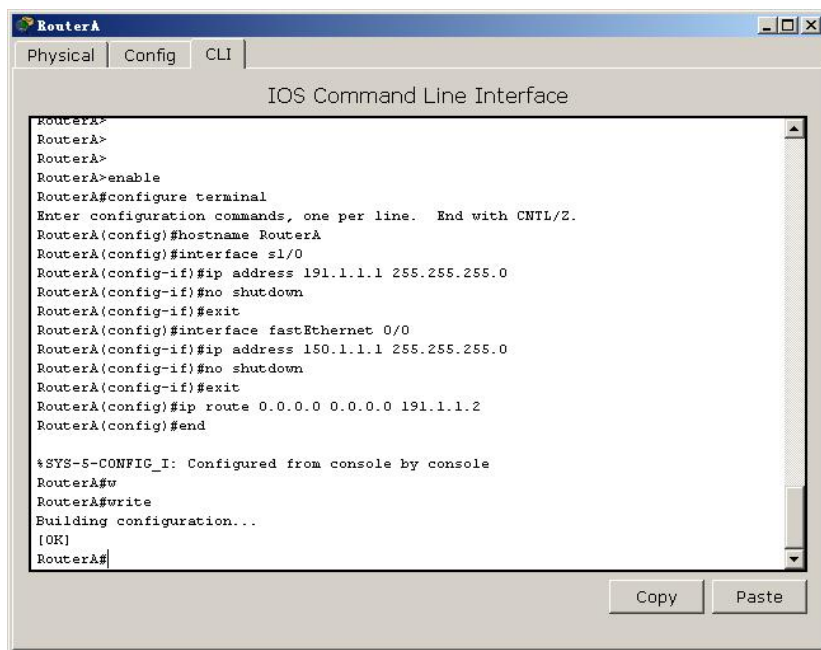 RouterA
Physical Config CLI
IOS Command Line Interface
RouterA>
RouterA>
RouterA>
RouterA>enable
RouterA#configure terminal
Enter configuration commands, one per line.  End with CNTL/Z.
RouterA(config)#hostname RouterA
RouterA(config)#interface s1/0
RouterA(config-if)#ip address 191.1.1.1 255.255.255.0
RouterA(config-if)#no shutdown
RouterA(config-if)#exit
RouterA(config)#interface fastEthernet 0/0
RouterA(config-if)#ip address 150.1.1.1 255.255.255.0
RouterA(config-if)#no shutdown
RouterA(config-if)#exit
RouterA(config)#ip route 0.0.0.0 0.0.0.0 191.1.1.2
RouterA(config)#end
%SYS-5-CONFIG_I: Configured from console by console
RouterA#w
RouterA#write
Building configuration...
[OK]
RouterA#
Copy Paste